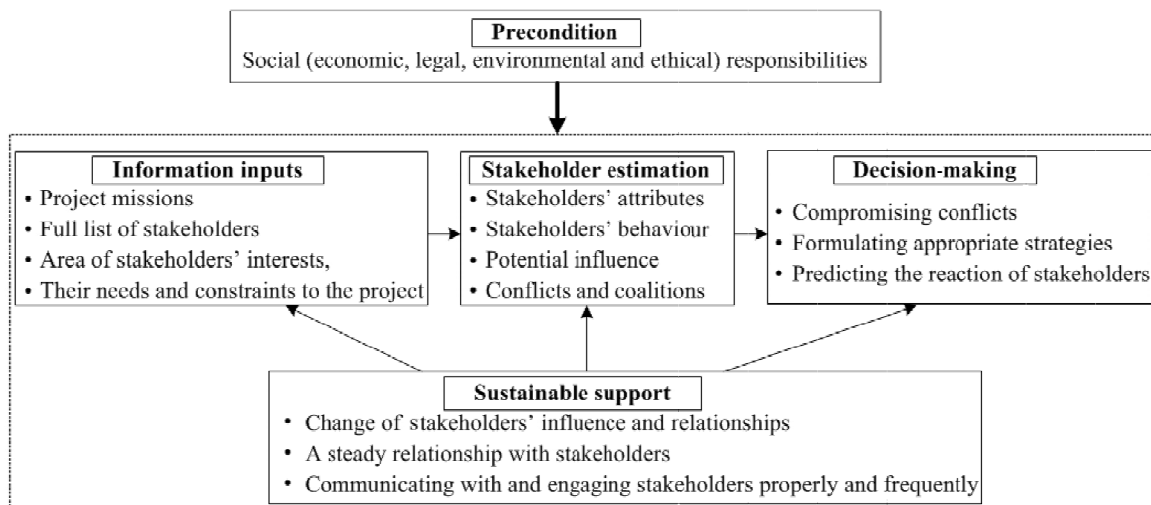 Precondition
Social (economic, legal, environmental and ethical) responsibilities
Information inputs
• Project missions
• Full list of stakeholders
• Area of stakeholders’ interests,
• Their needs and constraints to the project
Stakeholder estimation
• Stakeholders’ attributes
• Stakeholders’ behaviour
• Potential influence
• Conflicts and coalitions
Decision-making
• Compromising conflicts
• Formulating appropriate strategies
• Predicting the reaction of stakeholders
Sustainable support
• Change of stakeholders’ influence and relationships
• A steady relationship with stakeholders
• Communicating with and engaging stakeholders properly and frequently